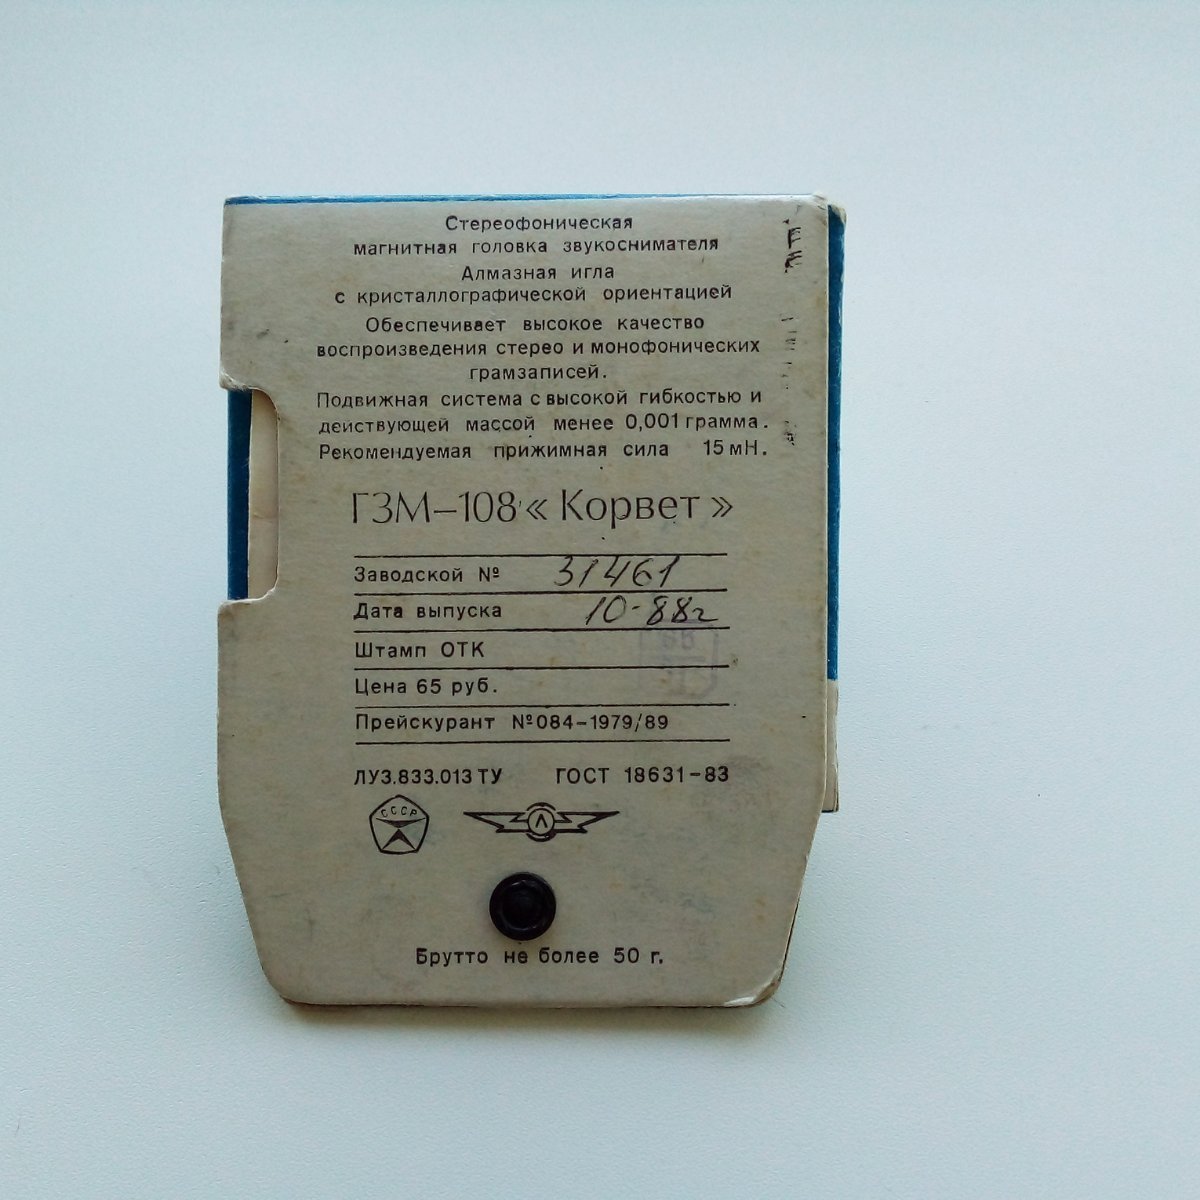 Стереофоническая
магнитная головка звукоснимателя
Алмазная игла
с кристаллографической ориентацией
Обеспечивает высокое качество
воспроизведения стерео и монофонических
грамзаписей.
Подвижная система с высокой гибкостью и
действующей массой менее 0,001 грамма.
Рекомендуемая прижимная сила 15 мН.
ГЗМ–108 « Корвет »
Заводской № 31461
Дата выпуска 10-88г
Штамп ОТК
Цена 65 руб.
Прейскурант № 084-1979/89
ЛУ3.833.013 ТУ ГОСТ 18631-83
СССР
Л
Брутто не более 50 г.